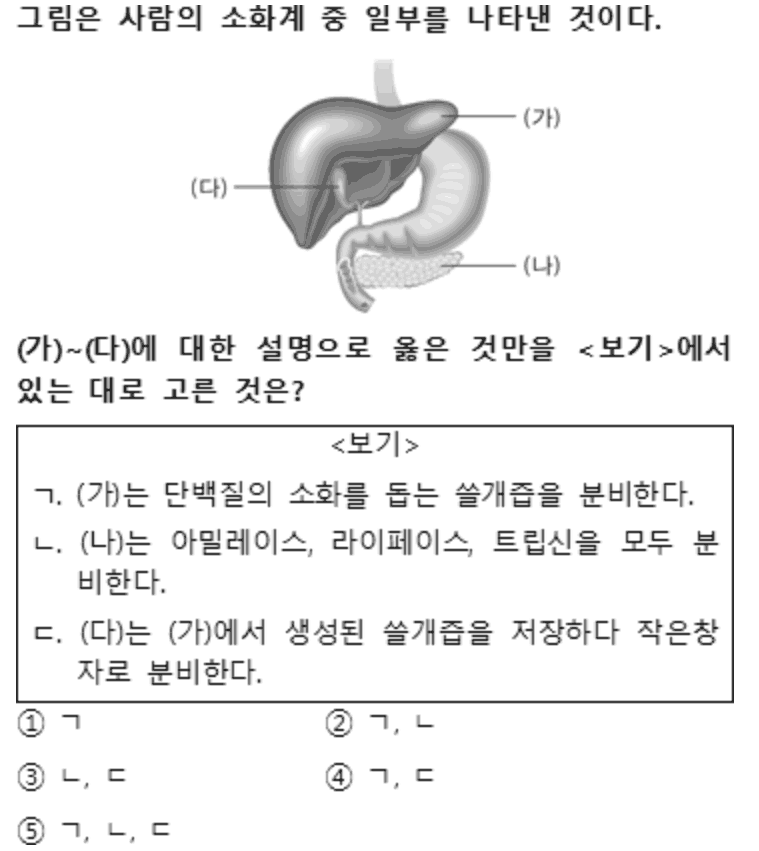 그림은 사람의 소화계 중 일부를 나타낸 것이다.
(가)
(다)
(나)
(가)~(다)에 대한 설명으로 옳은 것만을 <보기>에서
있는 대로 고른 것은?
<보기>
ㄱ. (가)는 단백질의 소화를 돕는 쓸개즙을 분비한다.
ㄴ. (나)는 아밀레이스, 라이페이스, 트립신을 모두 분
비한다.
ㄷ. (다)는 (가)에서 생성된 쓸개즙을 저장하다 작은창
자로 분비한다.
① ㄱ ② ㄱ, ㄴ
③ ㄴ, ㄷ ④ ㄱ, ㄷ
⑤ ㄱ, ㄴ, ㄷ